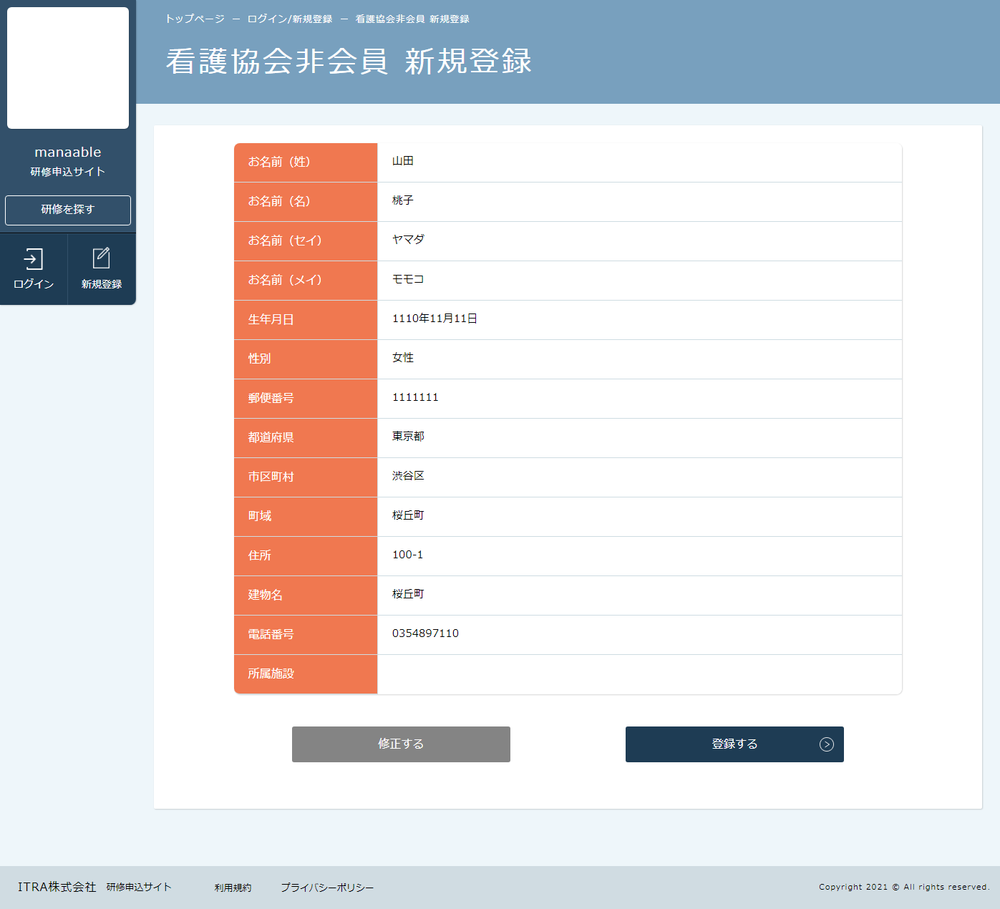 manaable
研修申込サイト
研修を探す
ログイン
新規登録
トップページ － ログイン/新規登録 － 看護協会非会員 新規登録
看護協会非会員 新規登録
お名前（姓） 山田
お名前（名） 桃子
お名前（セイ） ヤマダ
お名前（メイ） モモコ
生年月日 1110年11月11日
性別 女性
郵便番号 1111111
都道府県 東京都
市区町村 渋谷区
町域 桜丘町
住所 100-1
建物名 桜丘町
電話番号 0354897110
所属施設
修正する 登録する
ITRA株式会社 研修申込サイト 利用規約 プライバシーポリシー Copyright 2021 © All rights reserved.